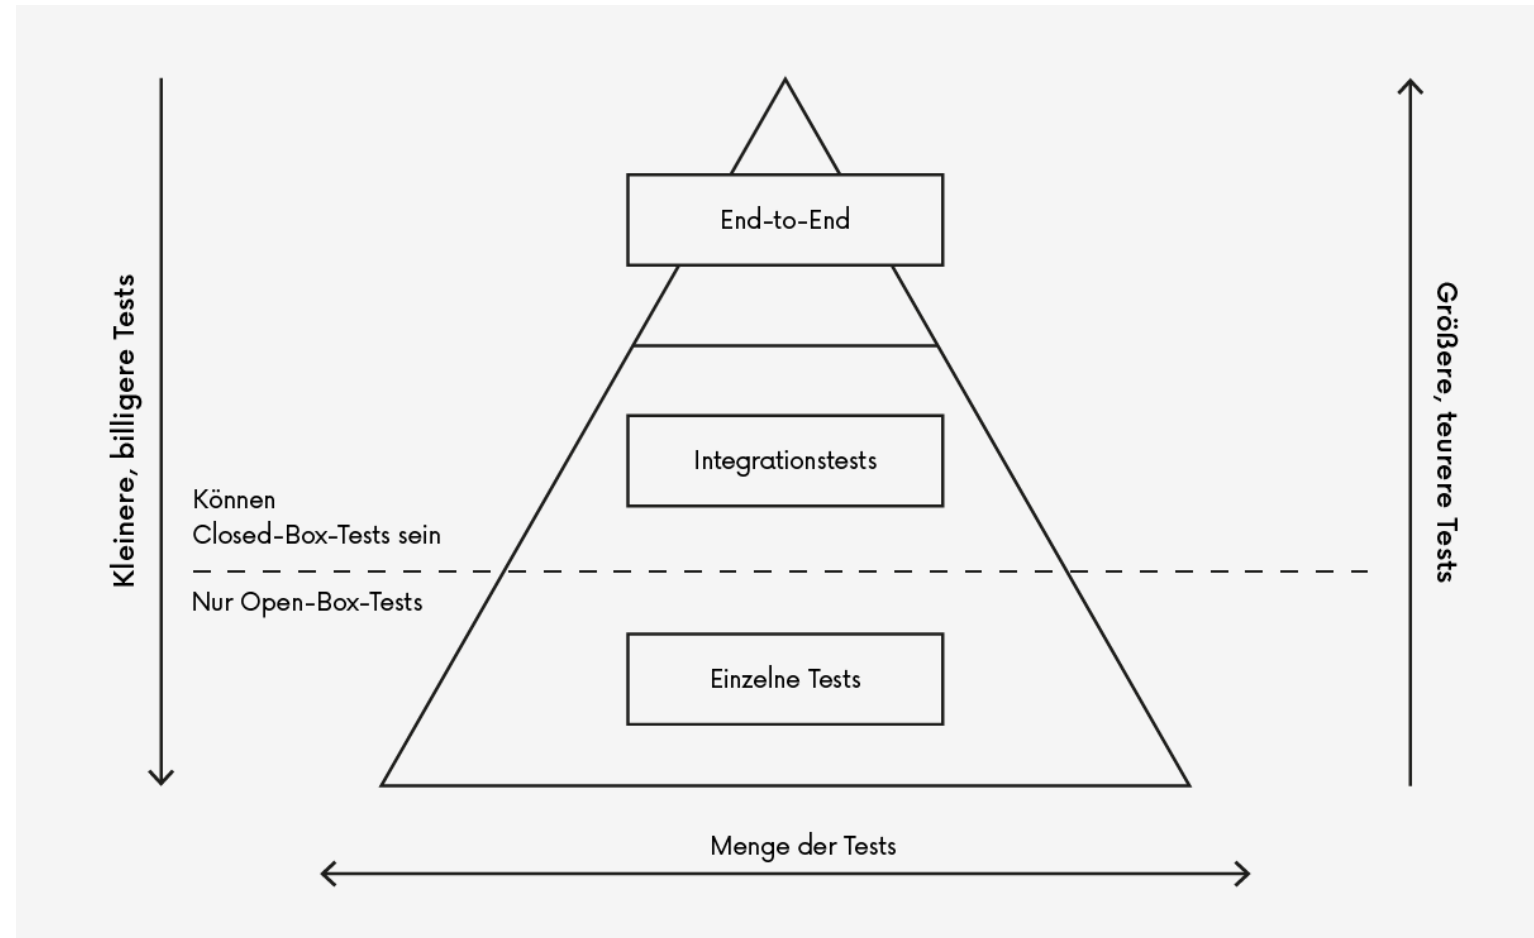 End-to-End
Kleinere, billigere Tests
Größere, teurere Tests
Integrationstests
Können
Closed-Box-Tests sein
Nur Open-Box-Tests
Einzelne Tests
Menge der Tests